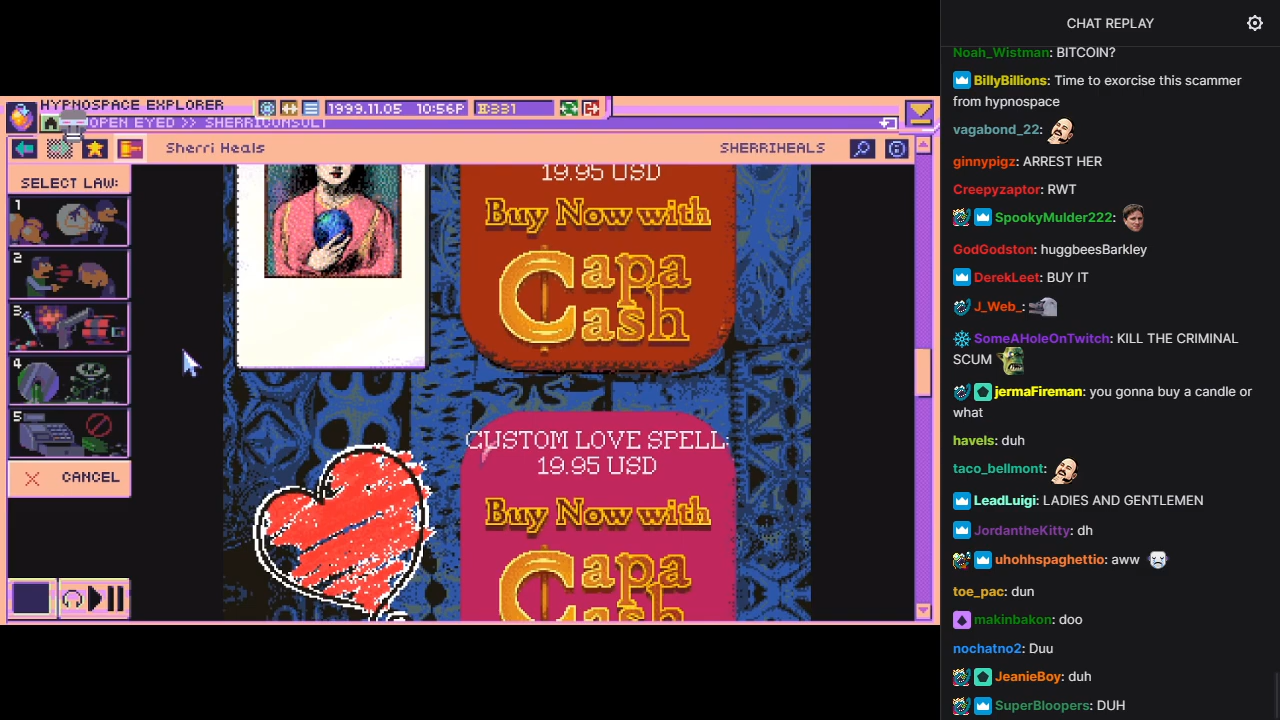 HYPNOSPACE EXPLORER
1999.11.05 10:56P
331
OPEN EYED >> SHERRICONSULT
Sherri Heals
SHERRIHEALS
SELECT LAW:
1
2
3
4
5
CANCEL
19.95 USD
Buy Now with
Capa
Cash
CUSTOM LOVE SPELL:
19.95 USD
Buy Now with
Capa
Cash
CHAT REPLAY
Noah_Wistman: BITCOIN?
BillyBillions: Time to exorcise this scammer
from hypnospace
vagabond_22:
ginnypigz: ARREST HER
Creepyzaptor: RWT
SpookyMulder222:
GodGodston: huggbeesBarkley
DerekLeet: BUY IT
J_Web_:
SomeAHoleOnTwitch: KILL THE CRIMINAL
SCUM
jermaFireman: you gonna buy a candle or
what
havels: duh
taco_bellmont:
LeadLuigi: LADIES AND GENTLEMEN
JordantheKitty: dh
uhohhspaghettio: aww
toe_pac: dun
makinbakon: doo
nochatno2: Duu
JeanieBoy: duh
SuperBloopers: DUH